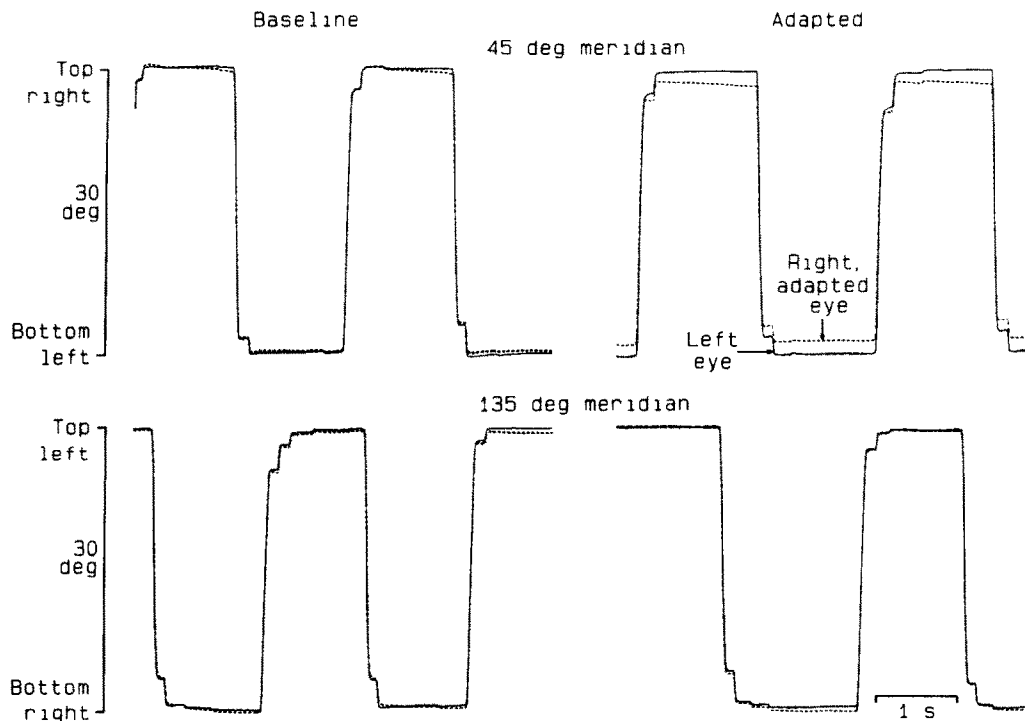 Baseline
Adapted
45 deg meridian
Top
right
30
deg
Bottom
left
Right,
adapted
eye
Left
eye
135 deg meridian
Top
left
30
deg
Bottom
right
1 s